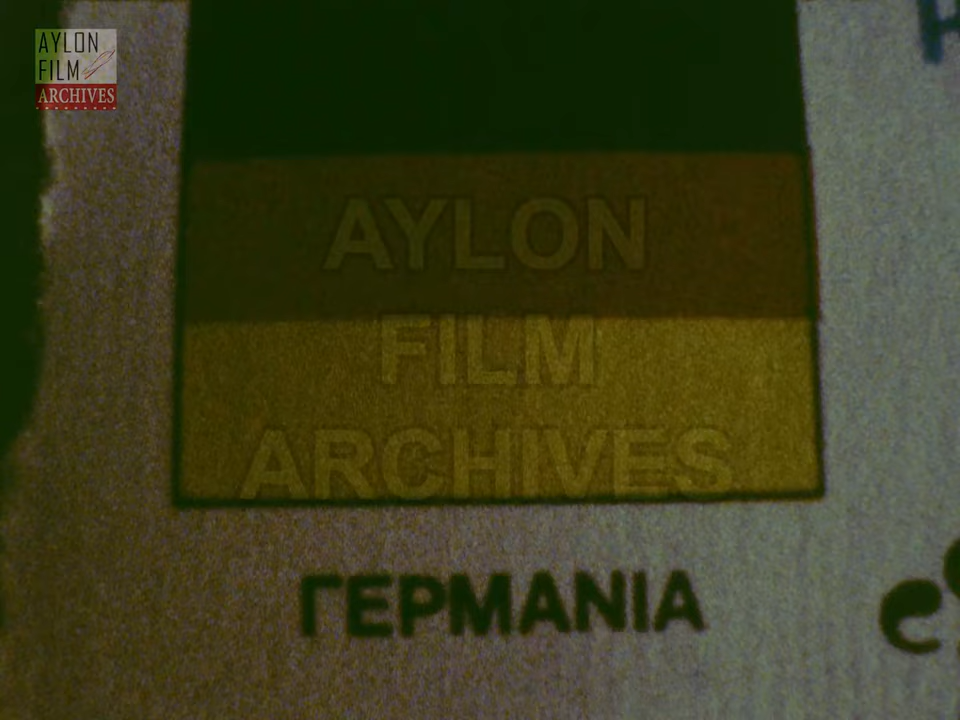 AYLON
FILM
ARCHIVES
AYLON
FILM
ARCHIVES
ΓΕΡΜΑΝΙΑ